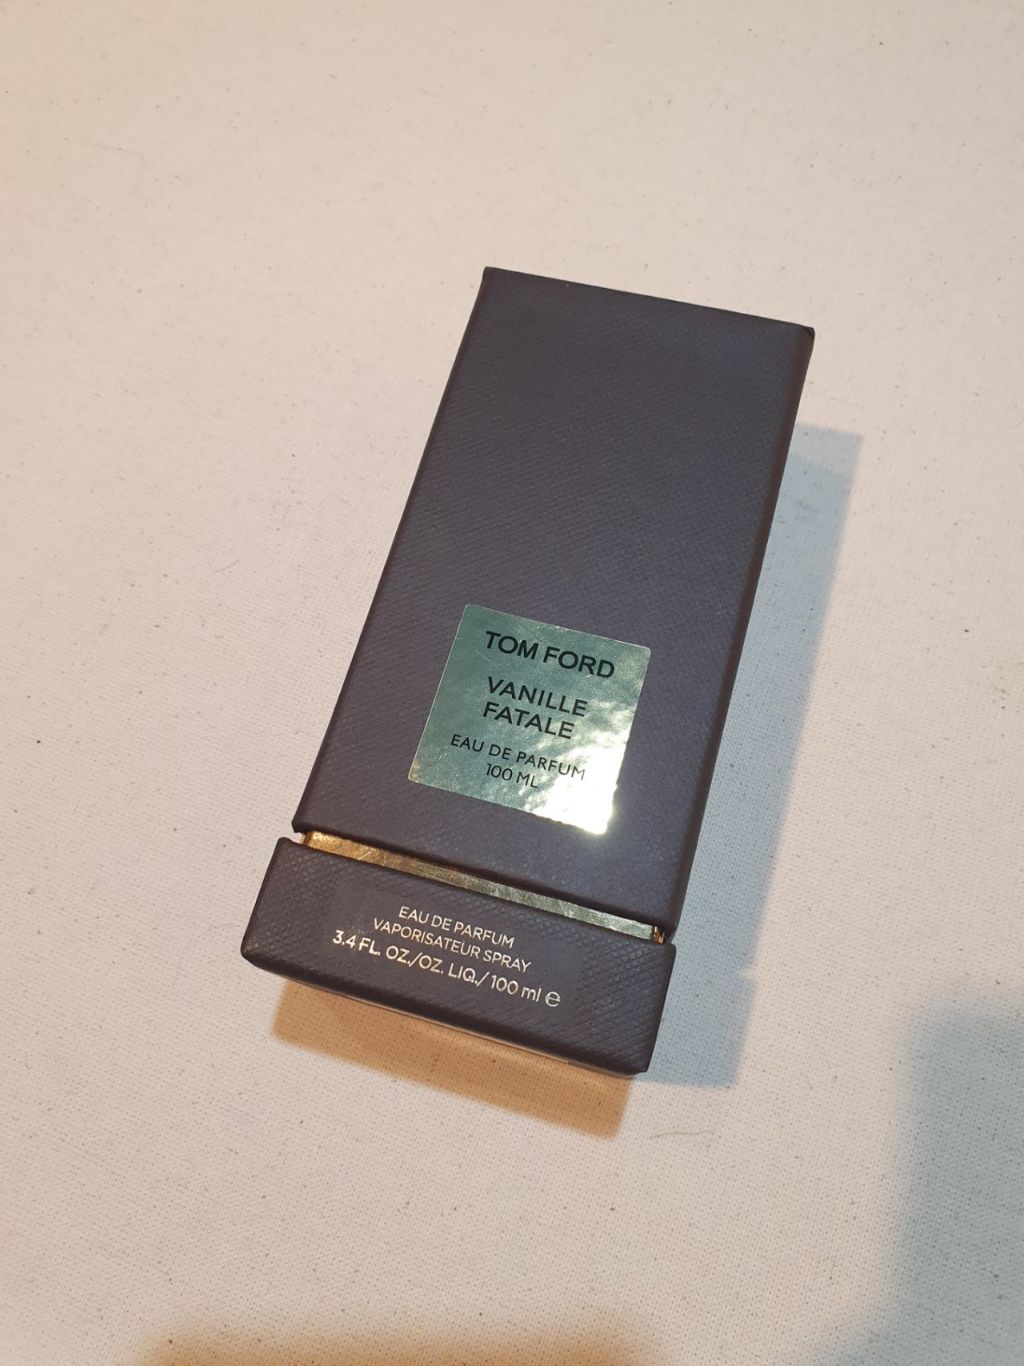 TOM FORD
VANILLE
FATALE
EAU DE PARFUM
100 ML
EAU DE PARFUM
VAPORISATEUR SPRAY
3.4 FL. OZ./OZ. LIQ./ 100 ml ℮